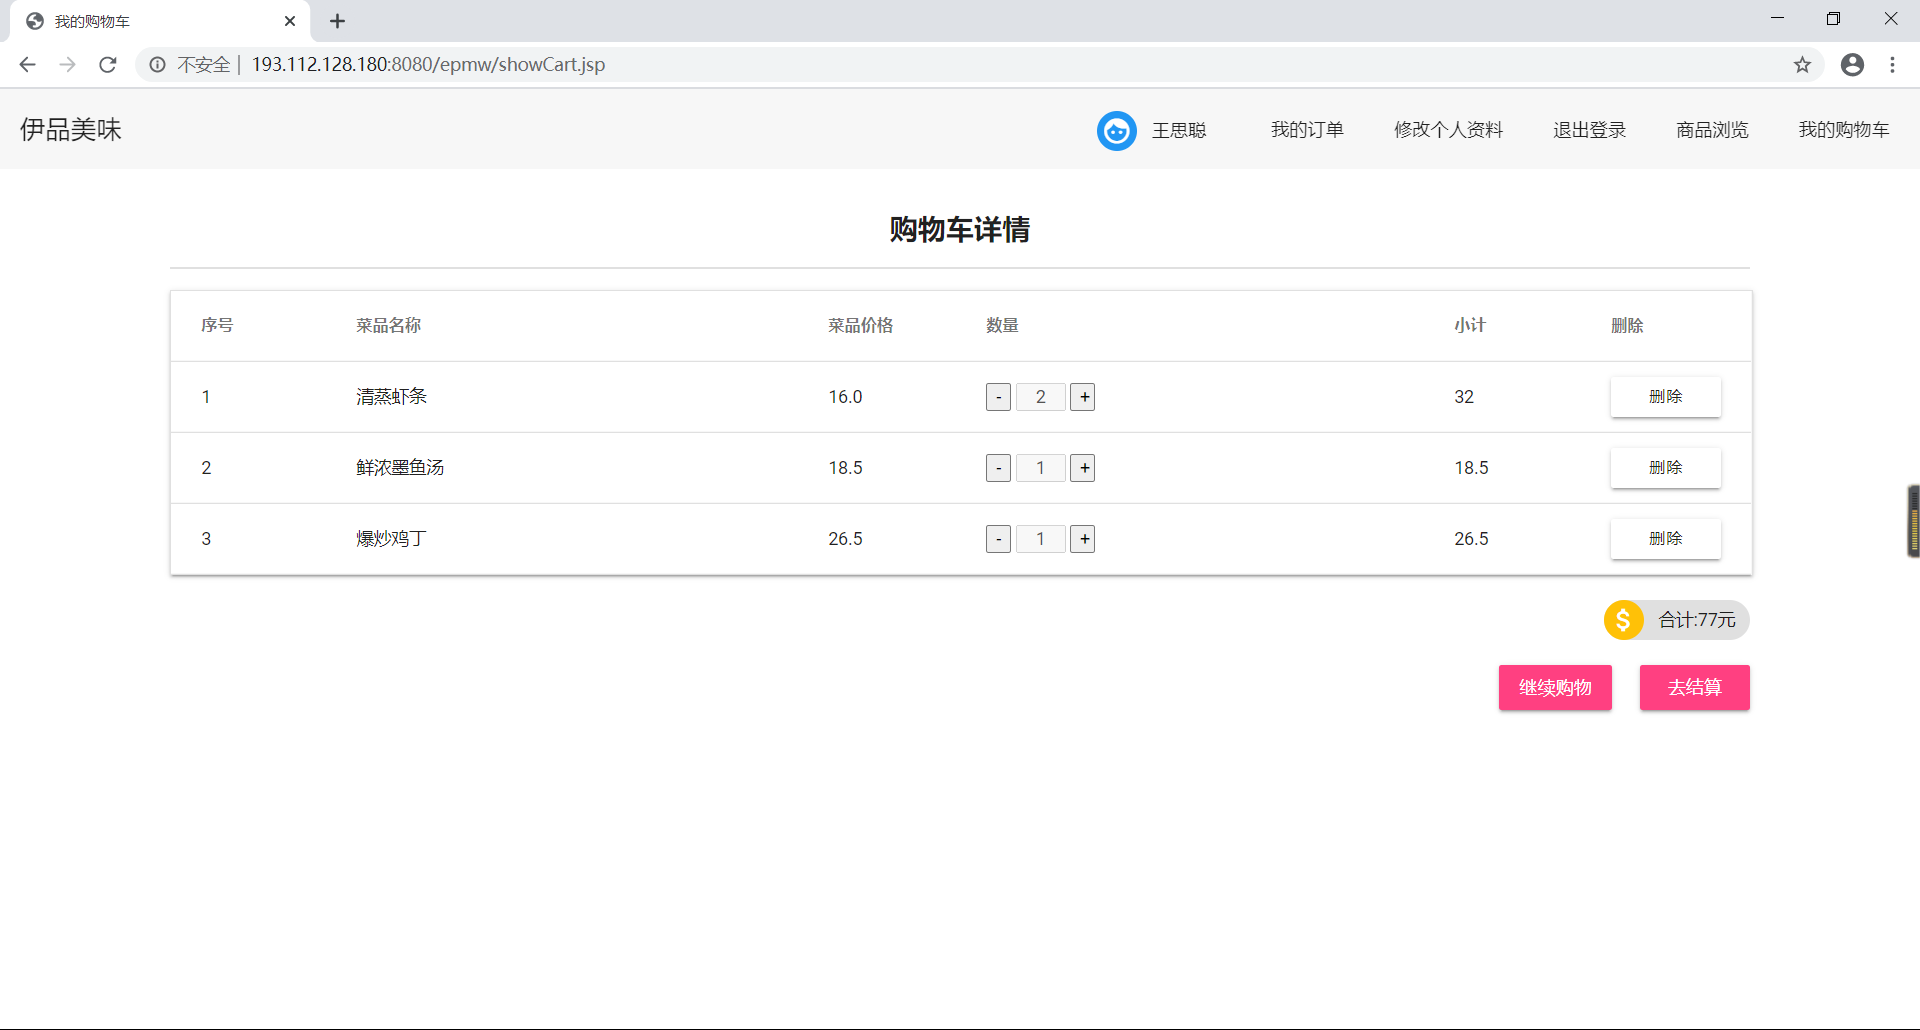 我的购物车
不安全 | 193.112.128.180:8080/epmw/showCart.jsp
伊品美味 王思聪 我的订单 修改个人资料 退出登录 商品浏览 我的购物车
购物车详情
序号 菜品名称 菜品价格 数量 小计 删除
1 清蒸虾条 16.0 - 2 + 32 删除
2 鲜浓墨鱼汤 18.5 - 1 + 18.5 删除
3 爆炒鸡丁 26.5 - 1 + 26.5 删除
$ 合计:77元
继续购物 去结算